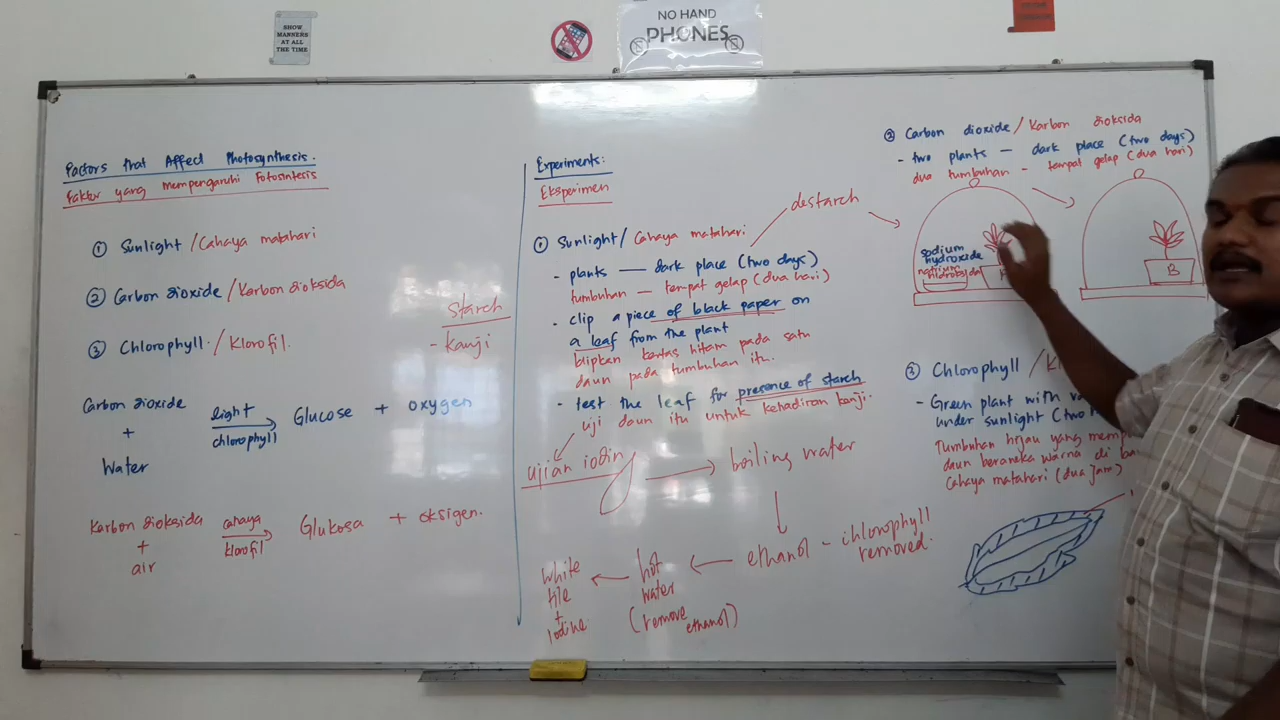 SHOW
MANNERS
AT ALL
THE TIME
NO HAND
PHONES
Factors that Affect Photosynthesis.
Faktor yang mempengaruhi Fotosintesis
① Sunlight / Cahaya matahari
② Carbon dioxide / Karbon dioksida
③ Chlorophyll / Klorofil.
starch
- kanji
Carbon dioxide + Water light chlorophyll Glucose + oxygen
Karbon dioksida + air cahaya klorofil Glukosa + oksigen.
Experiments:
Eksperimen
destarch
① Sunlight / Cahaya matahari
- plants — dark place (two days)
tumbuhan — tempat gelap (dua hari)
- clip a piece of black paper on
a leaf from the plant
klipkan kertas hitam pada satu
daun pada tumbuhan itu.
- test the leaf for presence of starch
uji daun itu untuk kehadiran kanji.
ujian iodin
boiling water
ethanol - chlorophyll
removed.
hot
water
(remove
ethanol)
white
tile
+
Iodine
② Carbon dioxide / Karbon dioksida
- two plants — dark place (two days)
dua tumbuhan - tempat gelap (dua hari)
sodium
hydroxide
natrium
hidroksida
B
③ Chlorophyll /
- Green plant with
under sunlight (two
Tumbuhan hijau yang
daun beraneka warna di
Cahaya matahari (dua jam)